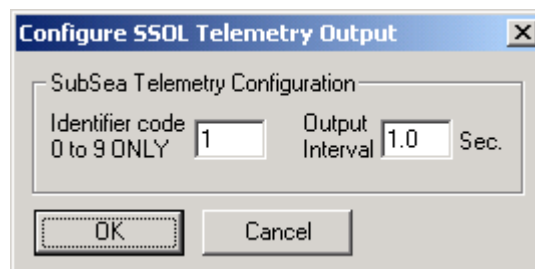 Configure SSOL Telemetry Output
SubSea Telemetry Configuration
Identifier code
0 to 9 ONLY
1
Output
Interval
1.0
Sec.
OK
Cancel